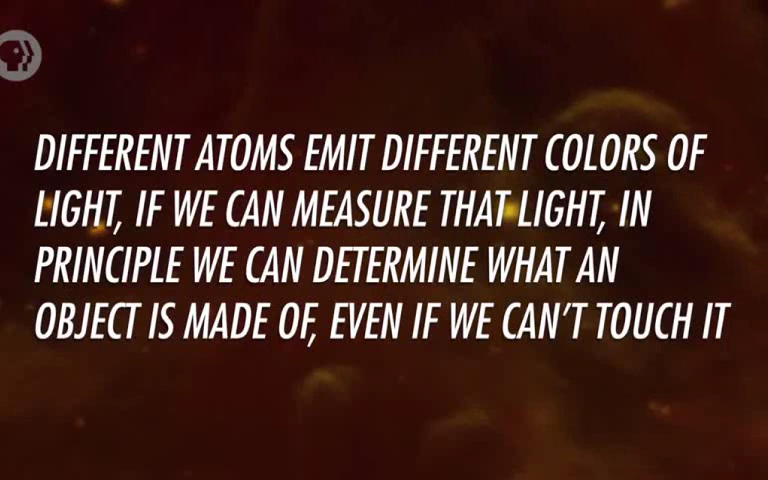 DIFFERENT ATOMS EMIT DIFFERENT COLORS OF
LIGHT, IF WE CAN MEASURE THAT LIGHT, IN
PRINCIPLE WE CAN DETERMINE WHAT AN
OBJECT IS MADE OF, EVEN IF WE CAN'T TOUCH IT